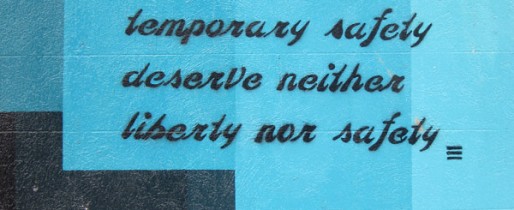 temporary safety
deserve neither
liberty nor safety